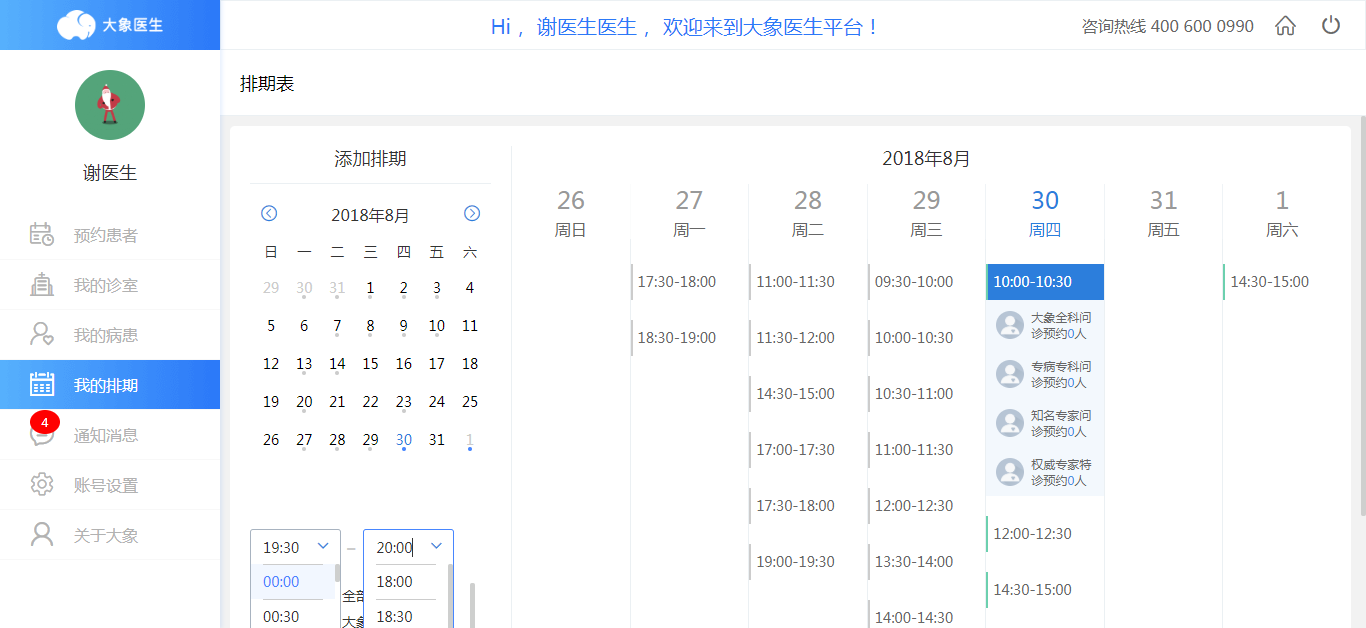 大象医生
Hi， 谢医生医生， 欢迎来到大象医生平台！
咨询热线 400 600 0990
谢医生
预约患者
我的诊室
我的病患
我的排期
4
通知消息
账号设置
关于大象
排期表
添加排期
2018年8月
日 一 二 三 四 五 六
29 30 31 1 2 3 4
5 6 7 8 9 10 11
12 13 14 15 16 17 18
19 20 21 22 23 24 25
26 27 28 29 30 31 1
19:30 – 20:00
00:00
00:30
全部
大象
18:00
18:30
2018年8月
26 27 28 29 30 31 1
周日 周一 周二 周三 周四 周五 周六
17:30-18:00
18:30-19:00
11:00-11:30
11:30-12:00
14:30-15:00
17:00-17:30
17:30-18:00
19:00-19:30
09:30-10:00
10:00-10:30
10:30-11:00
11:00-11:30
12:00-12:30
13:30-14:00
14:00-14:30
10:00-10:30
大象全科问
诊预约0人
专病专科问
诊预约0人
知名专家问
诊预约0人
权威专家特
诊预约0人
12:00-12:30
14:30-15:00
14:30-15:00